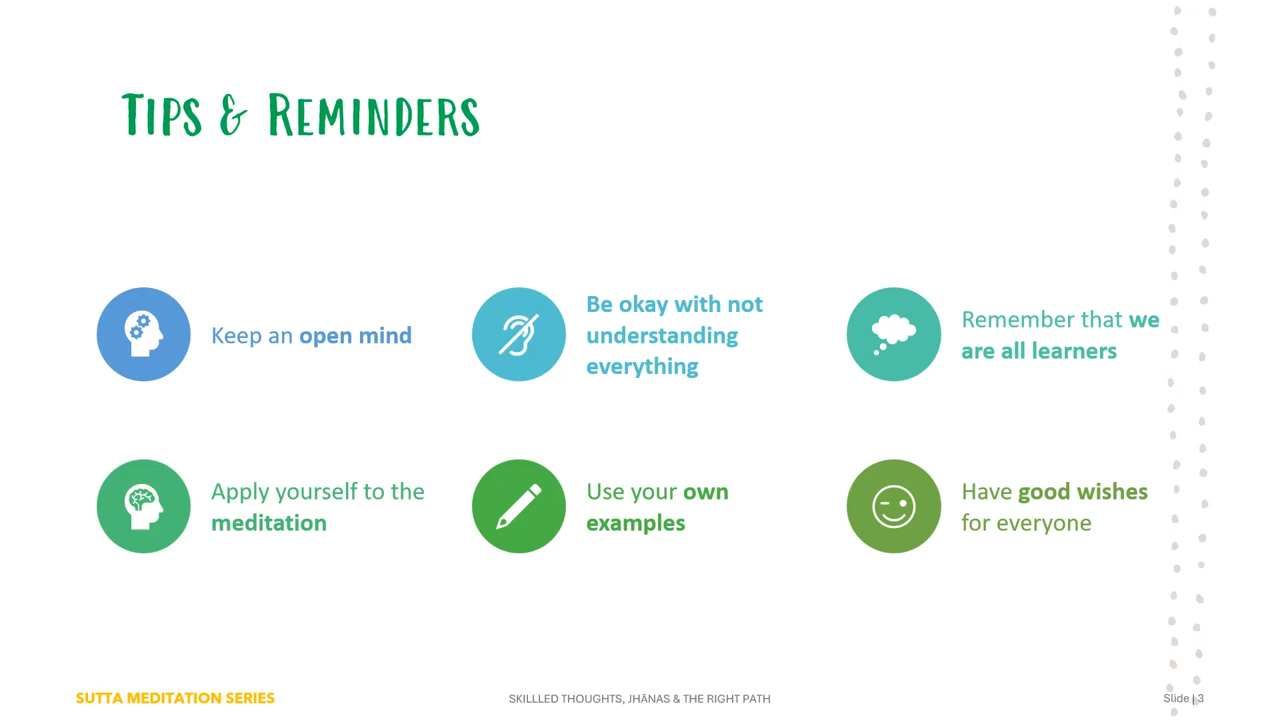 TIPS & REMINDERS
Keep an open mind
Be okay with not
understanding
everything
Remember that we
are all learners
Apply yourself to the
meditation
Use your own
examples
Have good wishes
for everyone
SUTTA MEDITATION SERIES
SKILLLED THOUGHTS, JHĀNAS & THE RIGHT PATH
Slide | 3